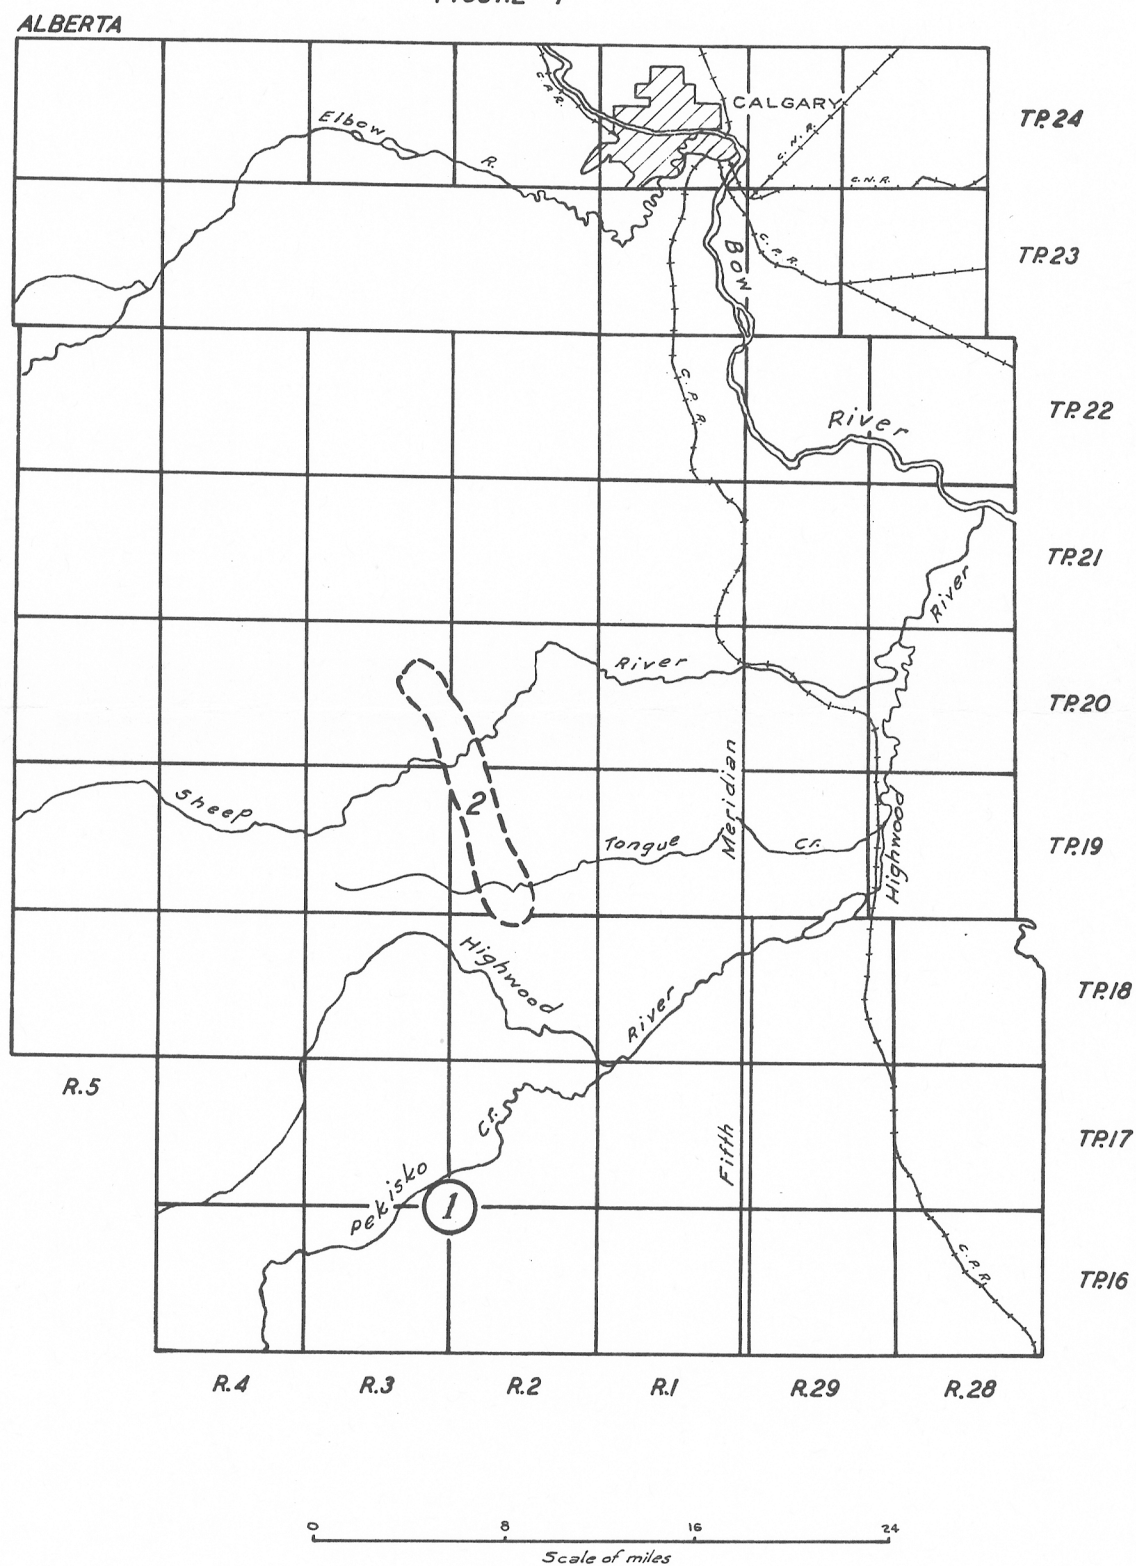 ALBERTA
C.P.R.
CALGARY
TP.24
Elbow
R.
C.N.R.
C.N.R.
Bow
C.P.R.
TP.23
C.P.R.
River
TP.22
TP.21
River
River
TP.20
Sheep
2
Meridian
Tongue
Cr.
Highwood
TP.19
Highwood
River
TP.18
R.5
Cr.
Fifth
TP.17
Pekisko
1
C.P.R.
TP.16
R.4
R.3
R.2
R.1
R.29
R.28
0
8
16
24
Scale of miles